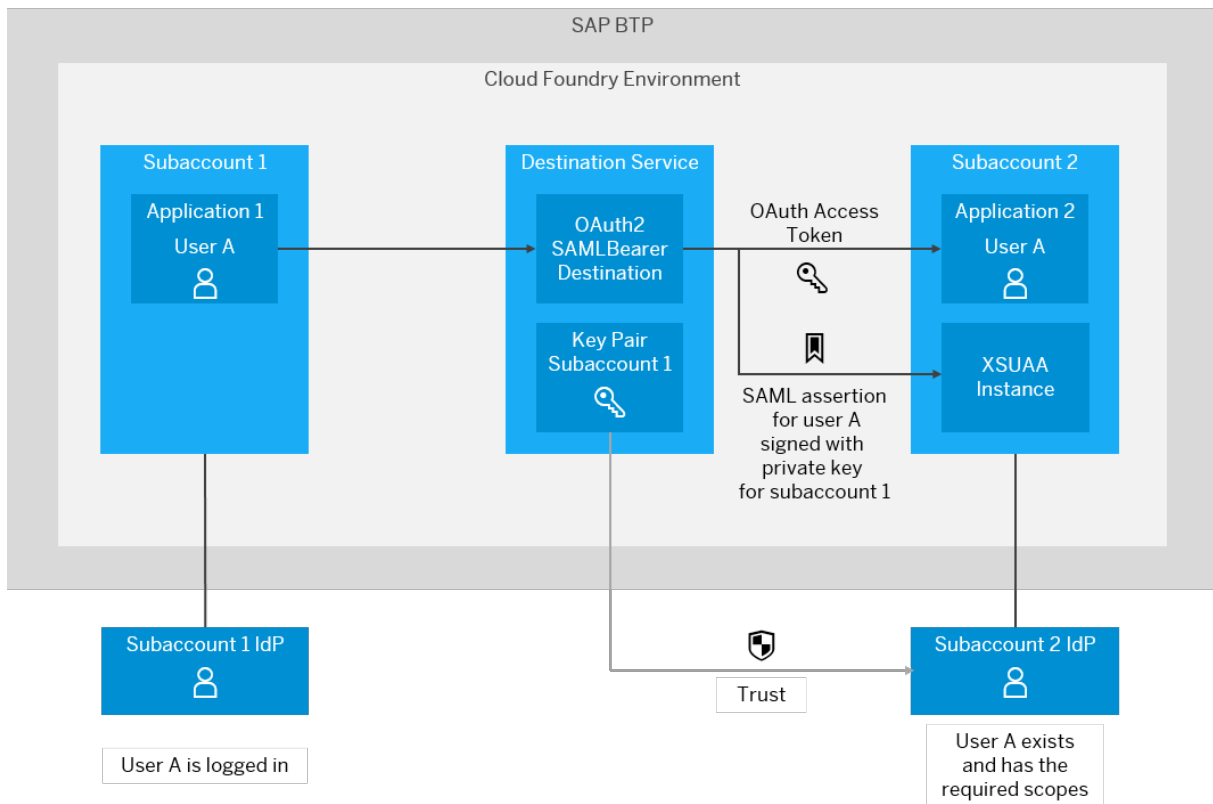 SAP BTP
Cloud Foundry Environment
Subaccount 1
Application 1
User A
Destination Service
OAuth2
SAMLBearer
Destination
Key Pair
Subaccount 1
OAuth Access
Token
SAML assertion
for user A
signed with
private key
for subaccount 1
Subaccount 2
Application 2
User A
XSUAA
Instance
Subaccount 1 IdP
User A is logged in
Trust
Subaccount 2 IdP
User A exists
and has the
required scopes